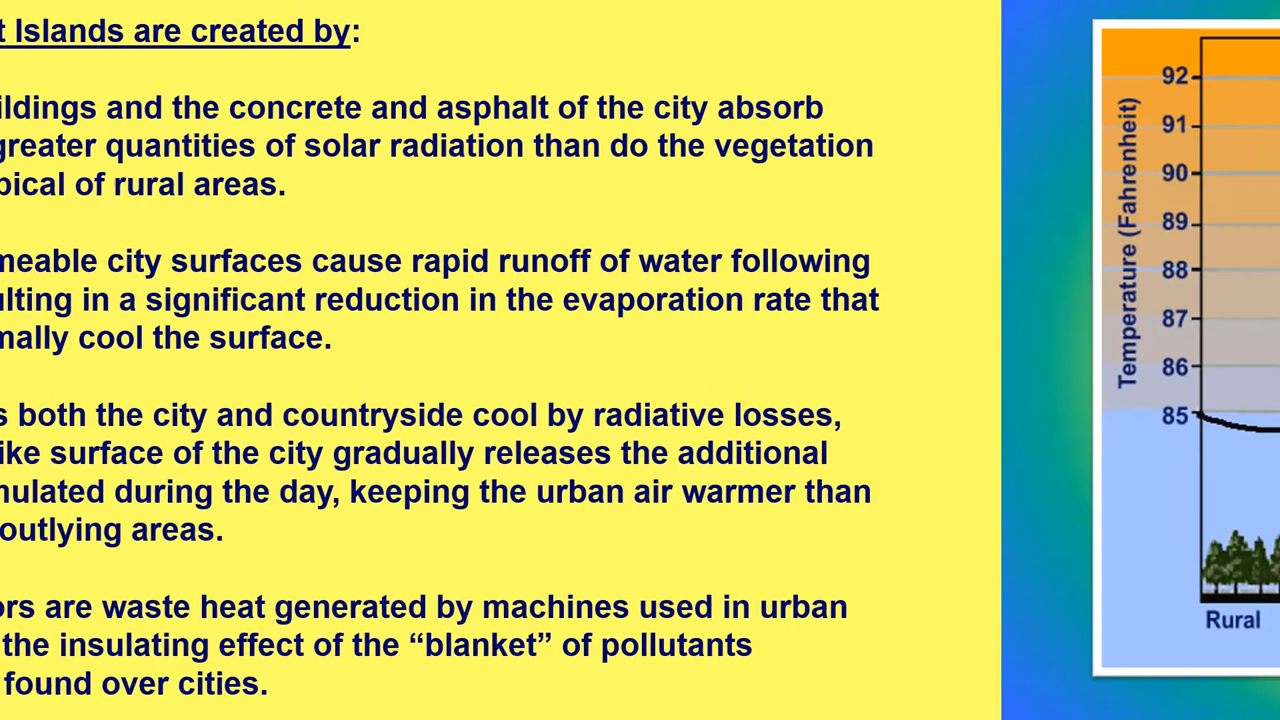 t Islands are created by:
ildings and the concrete and asphalt of the city absorb
greater quantities of solar radiation than do the vegetation
pical of rural areas.
meable city surfaces cause rapid runoff of water following
ulting in a significant reduction in the evaporation rate that
mally cool the surface.
s both the city and countryside cool by radiative losses,
ike surface of the city gradually releases the additional
mulated during the day, keeping the urban air warmer than
outlying areas.
ors are waste heat generated by machines used in urban
the insulating effect of the “blanket” of pollutants
found over cities.
Temperature (Fahrenheit)
92
91
90
89
88
87
86
85
Rural